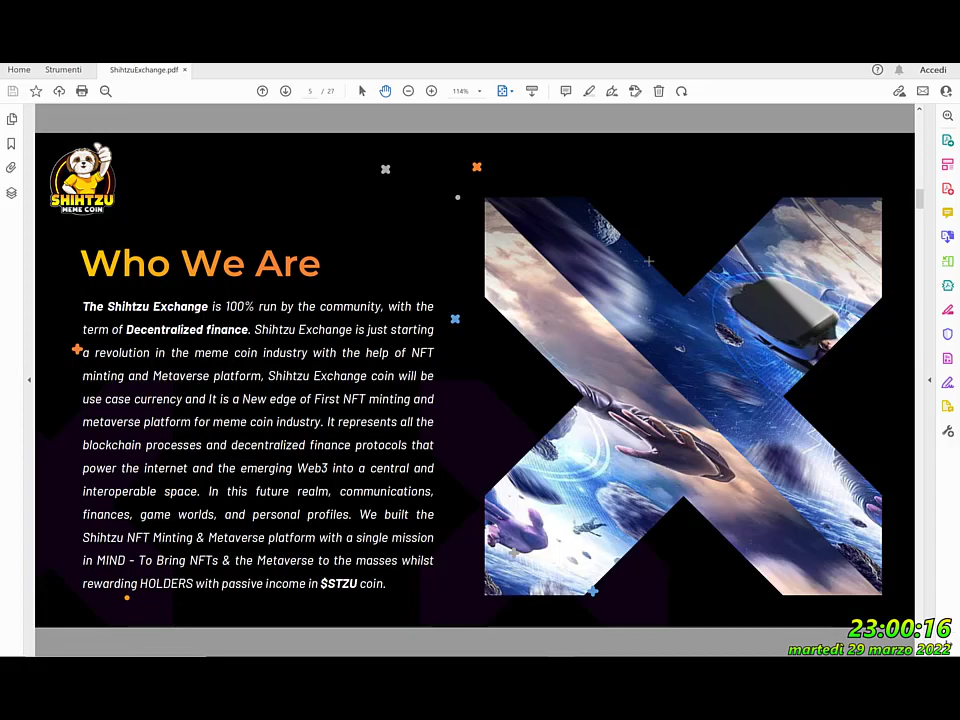 Home Strumenti ShihtzuExchange.pdf × Accedi
5 / 27 114%
SHIHTZU
MEME COIN
Who We Are
The Shihtzu Exchange is 100% run by the community, with the
term of Decentralized finance. Shihtzu Exchange is just starting
a revolution in the meme coin industry with the help of NFT
minting and Metaverse platform, Shihtzu Exchange coin will be
use case currency and It is a New edge of First NFT minting and
metaverse platform for meme coin industry. It represents all the
blockchain processes and decentralized finance protocols that
power the internet and the emerging Web3 into a central and
interoperable space. In this future realm, communications,
finances, game worlds, and personal profiles. We built the
Shihtzu NFT Minting & Metaverse platform with a single mission
in MIND - To Bring NFTs & the Metaverse to the masses whilst
rewarding HOLDERS with passive income in $STZU coin.
23:00:16
martedì 29 marzo 2022